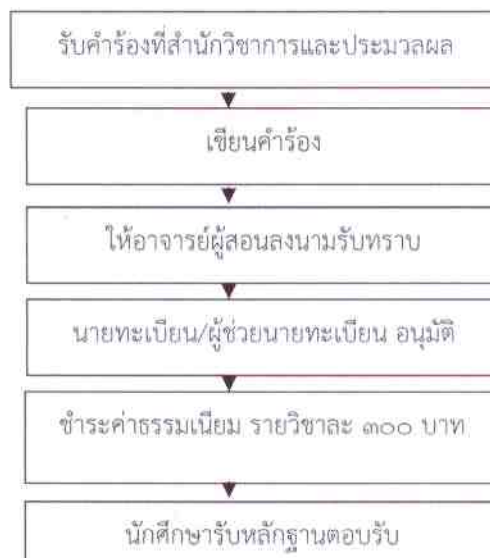 รับคำร้องที่สำนักวิชาการและประมวลผล
เขียนคำร้อง
ให้อาจารย์ผู้สอนลงนามรับทราบ
นายทะเบียน/ผู้ช่วยนายทะเบียน อนุมัติ
ชำระค่าธรรมเนียม รายวิชาละ ๓๐๐ บาท
นักศึกษารับหลักฐานตอบรับ